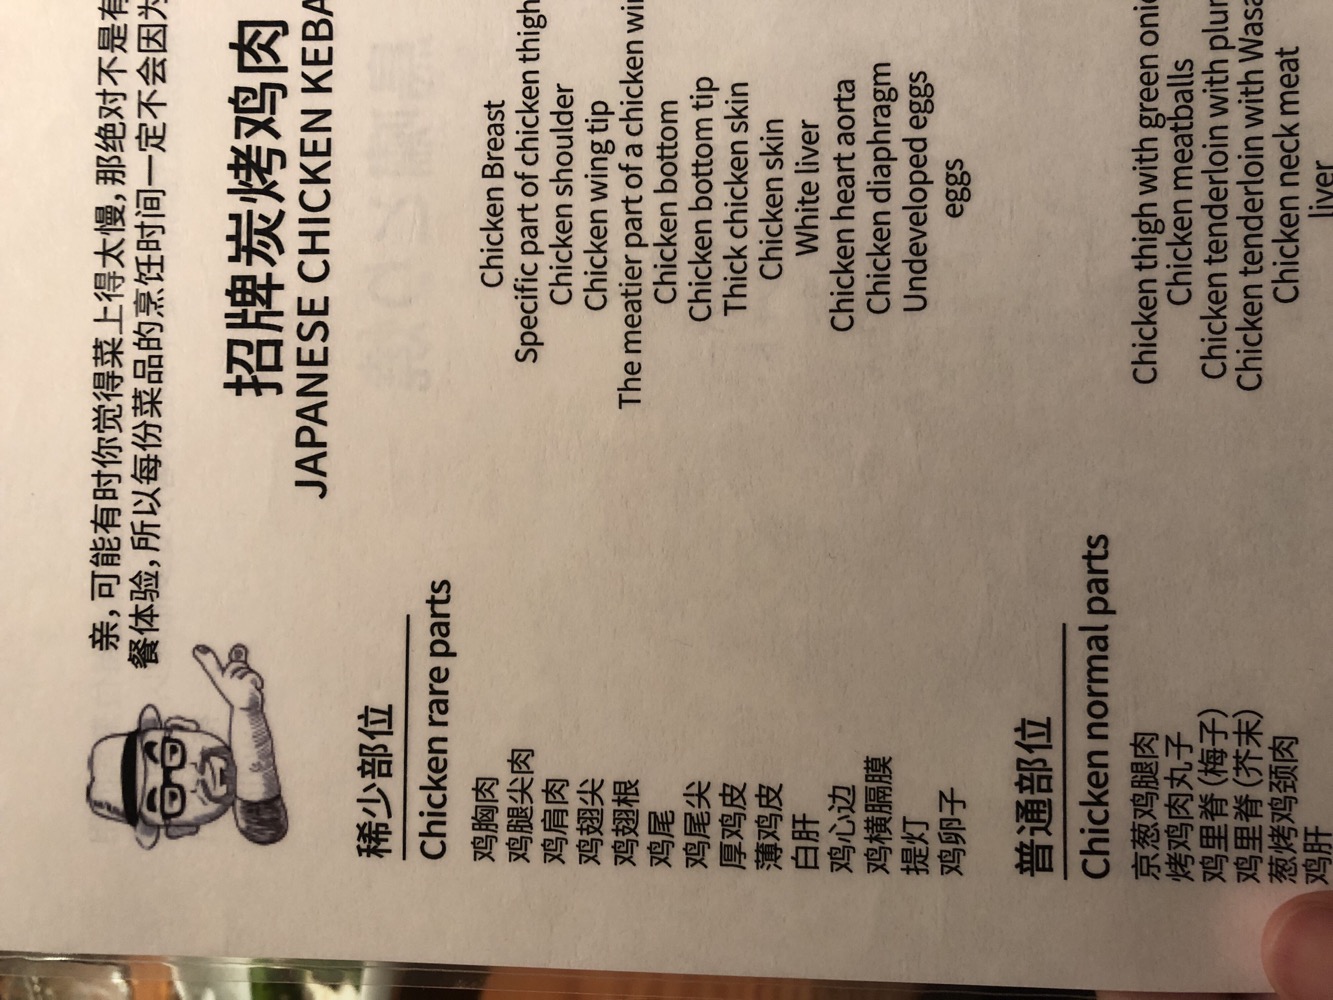 亲，可能有时你觉得菜上得太慢，那绝对不是有
餐体验，所以每份菜品的烹饪时间一定不会因为
招牌炭烤鸡肉
JAPANESE CHICKEN KEBA
稀少部位
Chicken rare parts
鸡胸肉 Chicken Breast
鸡腿尖肉 Specific part of chicken thigh
鸡肩肉 Chicken shoulder
鸡翅尖 Chicken wing tip
鸡翅根 The meatier part of a chicken wi
鸡尾 Chicken bottom
鸡尾尖 Chicken bottom tip
厚鸡皮 Thick chicken skin
薄鸡皮 Chicken skin
白肝 White liver
鸡心边 Chicken heart aorta
鸡横膈膜 Chicken diaphragm
提灯 Undeveloped eggs
鸡卵子 eggs
普通部位
Chicken normal parts
京葱鸡腿肉 Chicken thigh with green onio
烤鸡肉丸子 Chicken meatballs
鸡里脊（梅子） Chicken tenderloin with plum
鸡里脊（芥末） Chicken tenderloin with Wasa
葱烤鸡颈肉 Chicken neck meat
鸡肝 liver